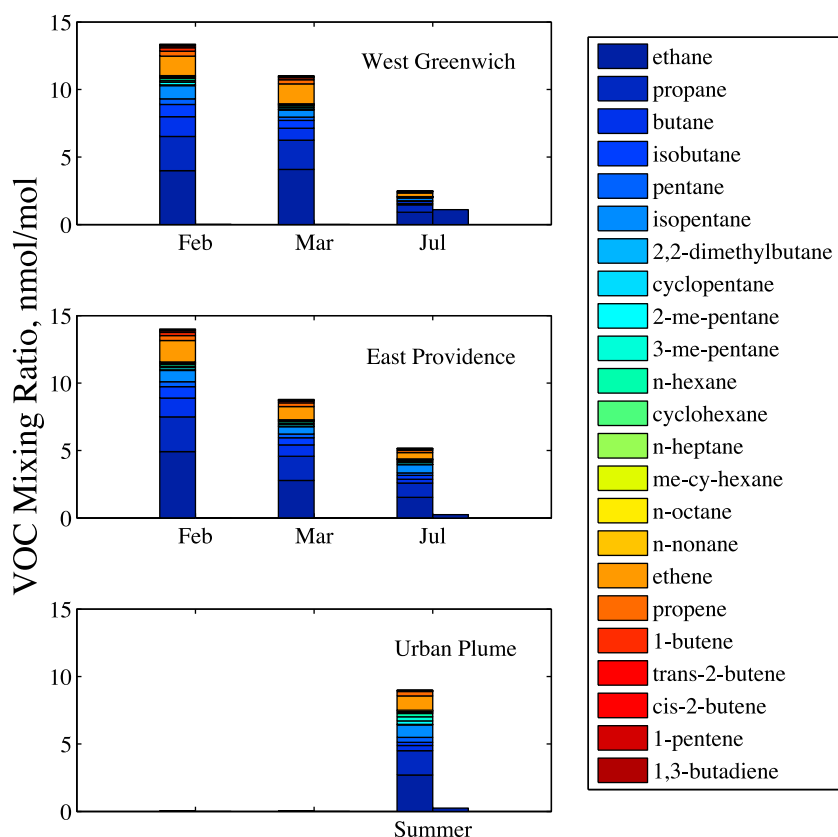 VOC Mixing Ratio, nmol/mol
15
10
5
0
West Greenwich
Feb
Mar
Jul
15
10
5
0
East Providence
Feb
Mar
Jul
15
10
5
0
Urban Plume
Summer
ethane
propane
butane
isobutane
pentane
isopentane
2,2-dimethylbutane
cyclopentane
2-me-pentane
3-me-pentane
n-hexane
cyclohexane
n-heptane
me-cy-hexane
n-octane
n-nonane
ethene
propene
1-butene
trans-2-butene
cis-2-butene
1-pentene
1,3-butadiene